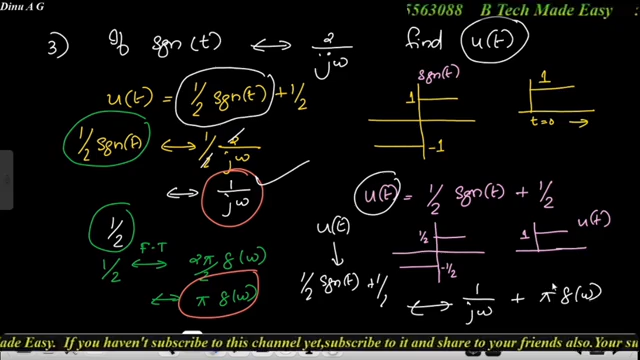 Dinu A G
5563088 B Tech Made Easy.
3) If sgn(t) ↔ 2/jω find u(t)
u(t) = 1/2 sgn(t) + 1/2
1/2 sgn(t) ↔ 1/2 2/jω
↔ 1/jω
1/2
1/2 F.T ↔ 2π/2 δ(ω)
↔ π δ(ω)
sgn(t)
1
-1
1
t=0 →
u(t) = 1/2 sgn(t) + 1/2
u(t)
1/2
-1/2
1 u(t)
1/2 sgn(t) + 1/2 ↔ 1/jω + π δ(ω)
ade Easy. If you haven't subscribe to this channel yet,subscribe to it and share to your friends also. Your su